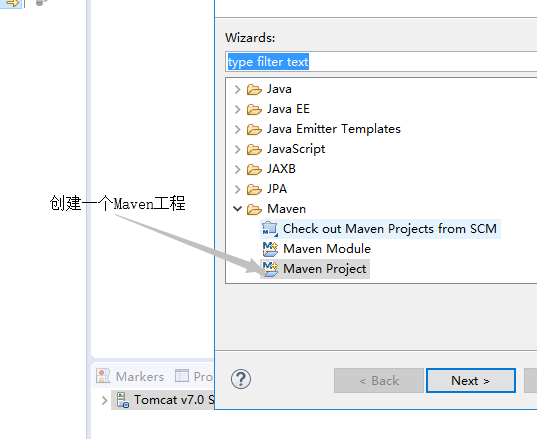 Wizards:
type filter text
Java
Java EE
Java Emitter Templates
JavaScript
JAXB
JPA
创建一个Maven工程
Maven
Check out Maven Projects from SCM
Maven Module
Maven Project
Markers
Pro
Tomcat v7.0 S
< Back
Next >